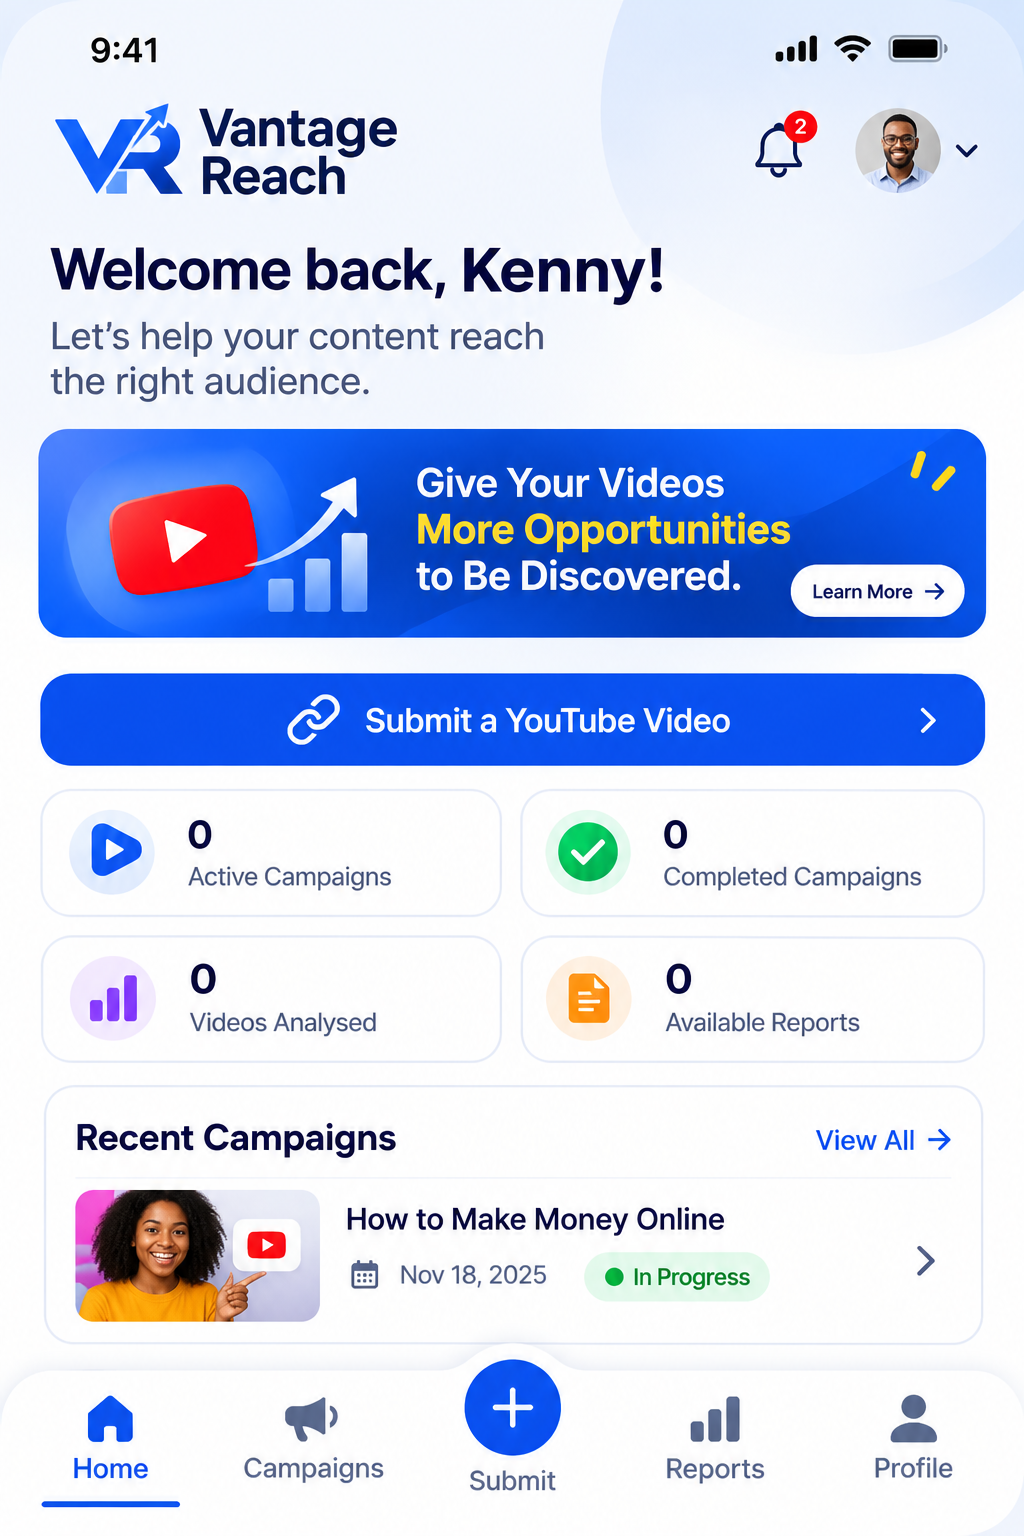 9:41
2
VR
Vantage
Reach
Welcome back, Kenny!
Let's help your content reach
the right audience.
Give Your Videos
More Opportunities
to Be Discovered.
Learn More
Submit a YouTube Video
0
Active Campaigns
0
Completed Campaigns
0
Videos Analysed
0
Available Reports
Recent Campaigns
View All
How to Make Money Online
Nov 18, 2025
In Progress
Home
Campaigns
Submit
Reports
Profile